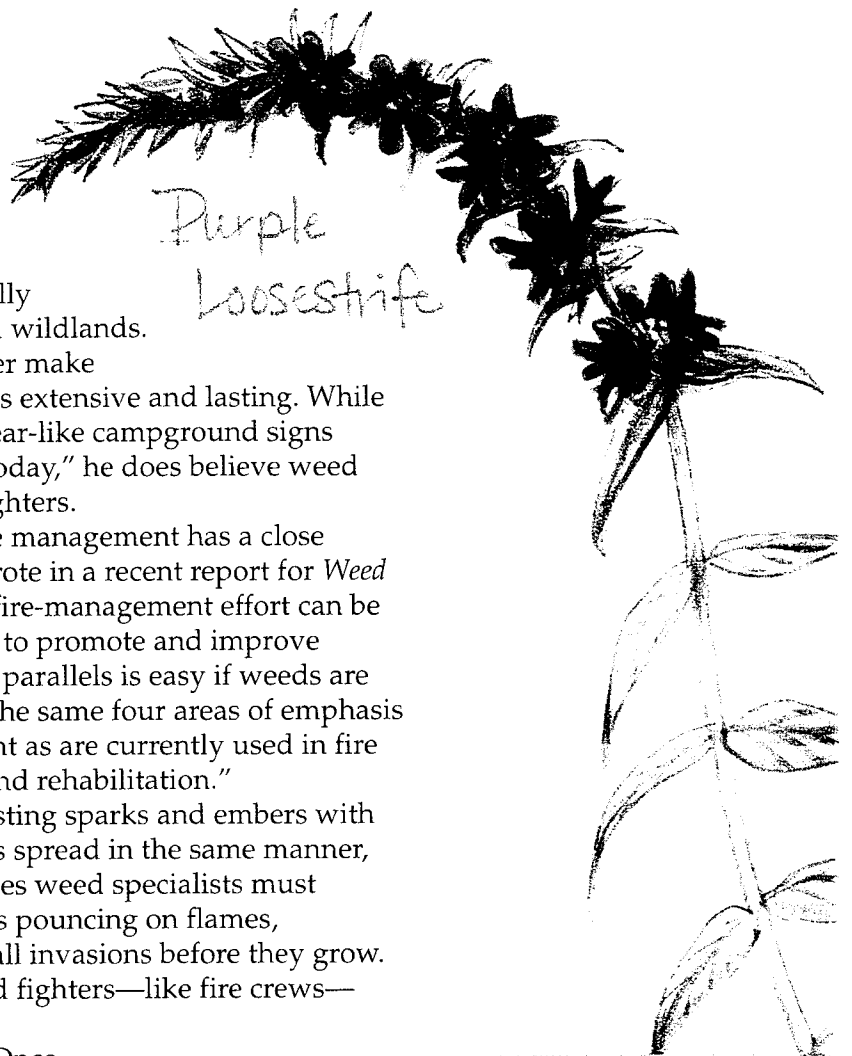 Purple
Loosestrife
lly
wildlands.
er make
s extensive and lasting. While
ear-like campground signs
oday,” he does believe weed
ghters.
e management has a close
rote in a recent report for Weed
fire-management effort can be
to promote and improve
parallels is easy if weeds are
he same four areas of emphasis
nt as are currently used in fire
nd rehabilitation.”
sting sparks and embers with
s spread in the same manner,
es weed specialists must
s pouncing on flames,
all invasions before they grow.
d fighters—like fire crews—